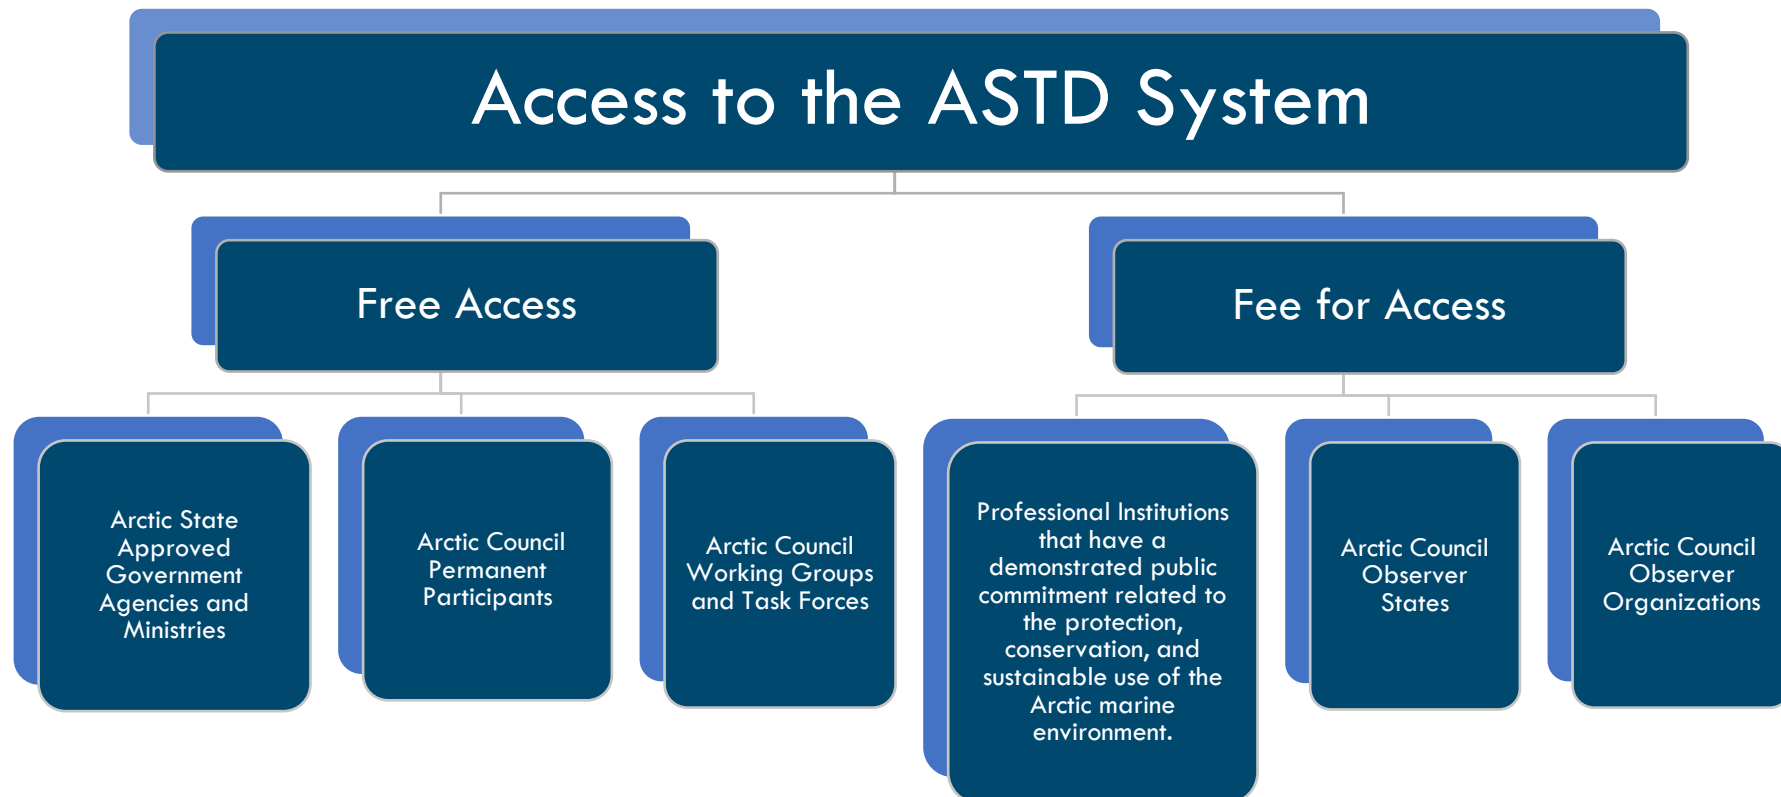 Access to the ASTD System
Free Access
Fee for Access
Arctic State
Approved
Government
Agencies and
Ministries
Arctic Council
Permanent
Participants
Arctic Council
Working Groups
and Task Forces
Professional Institutions
that have a
demonstrated public
commitment related to
the protection,
conservation, and
sustainable use of the
Arctic marine
environment.
Arctic Council
Observer
States
Arctic Council
Observer
Organizations